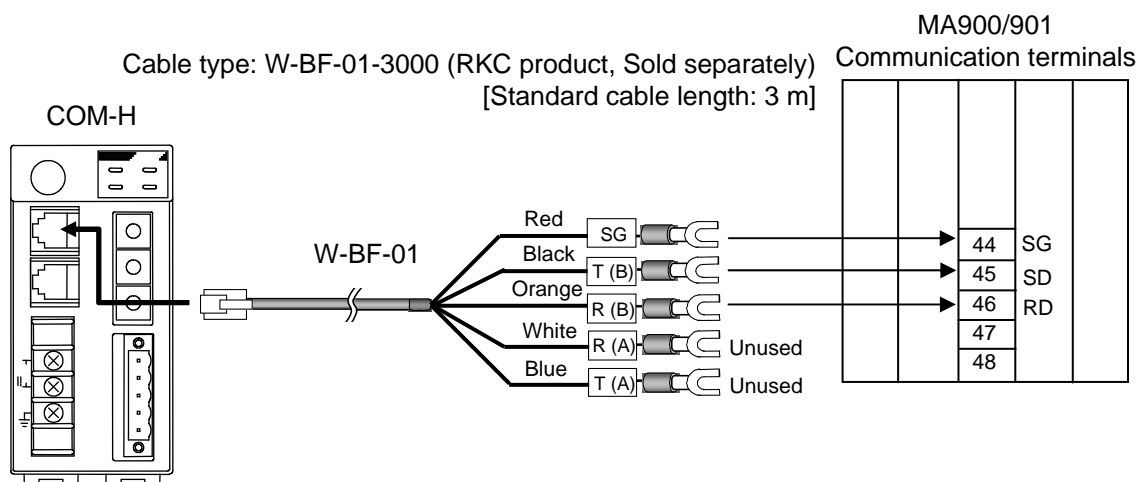 MA900/901
Communication terminals
Cable type: W-BF-01-3000 (RKC product, Sold separately)
[Standard cable length: 3 m]
COM-H
W-BF-01
Red
SG
44
SG
Black
T (B)
45
SD
Orange
R (B)
46
RD
White
R (A)
Unused
47
Blue
T (A)
Unused
48